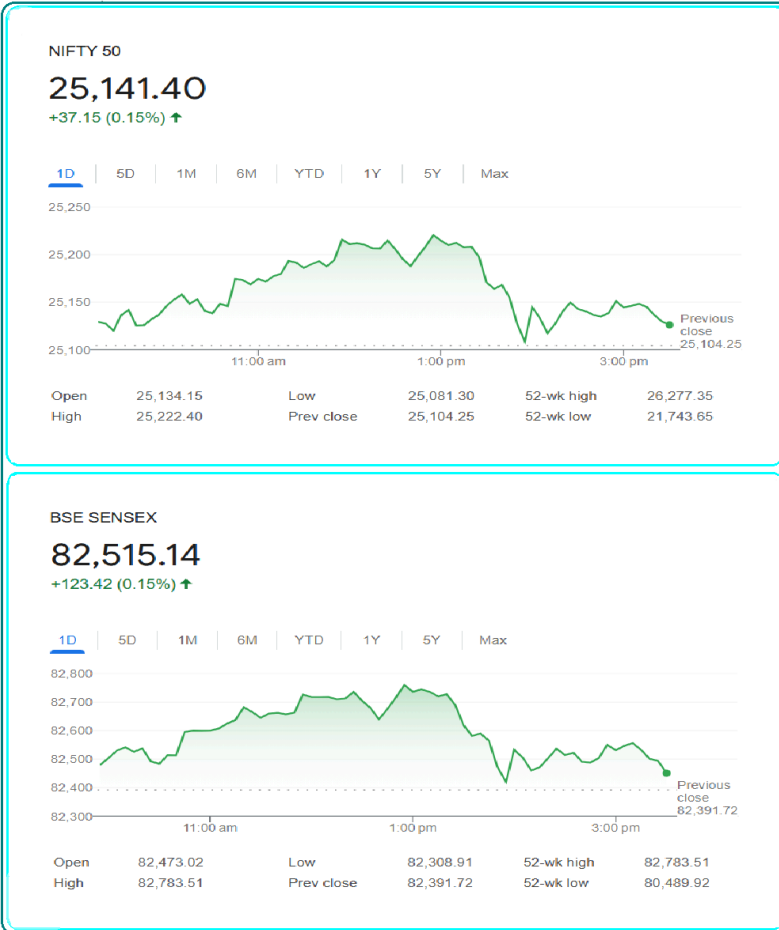 NIFTY 50
25,141.40
+37.15 (0.15%) ↑
1D 5D 1M 6M YTD 1Y 5Y Max
25,250
25,200
25,150
25,100
Previous
close
25,104.25
11:00 am 1:00 pm 3:00 pm
Open 25,134.15 Low 25,081.30 52-wk high 26,277.35
High 25,222.40 Prev close 25,104.25 52-wk low 21,743.65
BSE SENSEX
82,515.14
+123.42 (0.15%) ↑
1D 5D 1M 6M YTD 1Y 5Y Max
82,800
82,700
82,600
82,500
82,400
82,300
Previous
close
82,391.72
11:00 am 1:00 pm 3:00 pm
Open 82,473.02 Low 82,308.91 52-wk high 82,783.51
High 82,783.51 Prev close 82,391.72 52-wk low 80,489.92